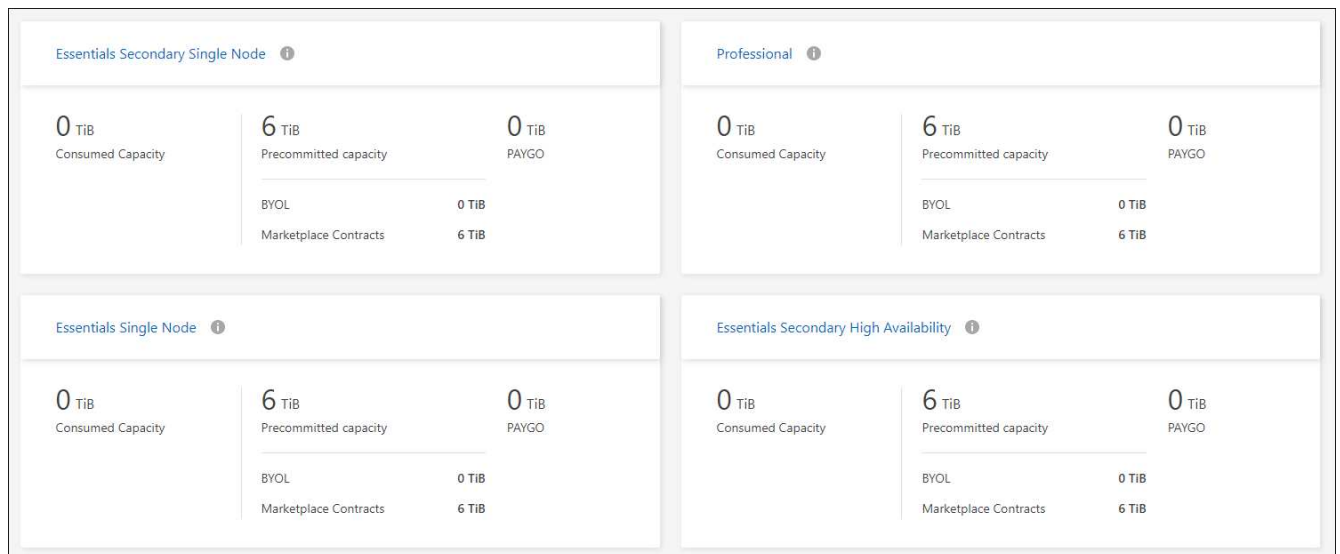 Essentials Secondary Single Node
0 TiB
Consumed Capacity
6 TiB
Precommitted capacity
BYOL 0 TiB
Marketplace Contracts 6 TiB
0 TiB
PAYGO
Professional
0 TiB
Consumed Capacity
6 TiB
Precommitted capacity
BYOL 0 TiB
Marketplace Contracts 6 TiB
0 TiB
PAYGO
Essentials Single Node
0 TiB
Consumed Capacity
6 TiB
Precommitted capacity
BYOL 0 TiB
Marketplace Contracts 6 TiB
0 TiB
PAYGO
Essentials Secondary High Availability
0 TiB
Consumed Capacity
6 TiB
Precommitted capacity
BYOL 0 TiB
Marketplace Contracts 6 TiB
0 TiB
PAYGO